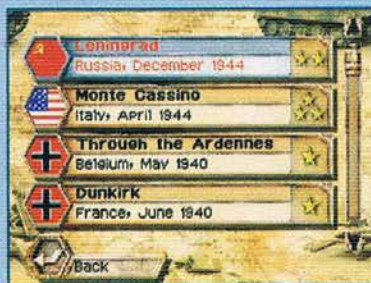 Leningrad
Russia, December 1944
Monte Cassino
Italy, April 1944
Through the Ardennes
Belgium, May 1940
Dunkirk
France, June 1940
Back